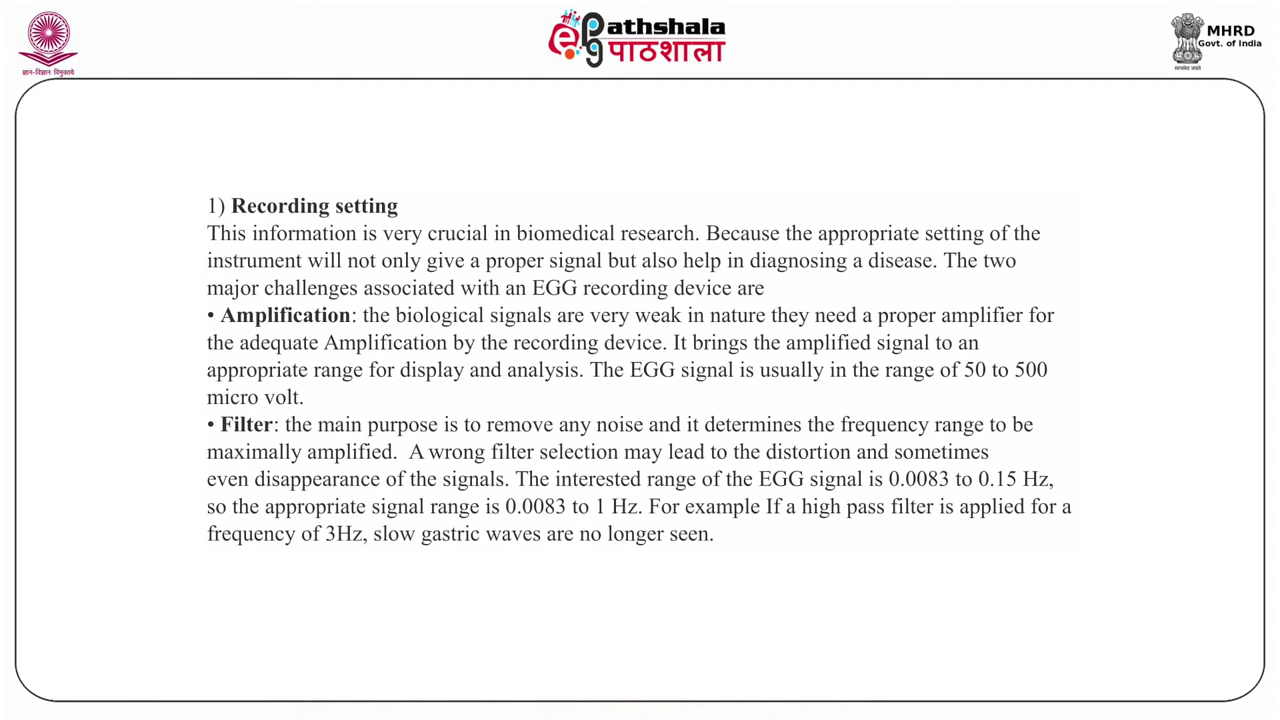 ज्ञान-विज्ञान विमुक्तये
ePG
athshala
पाठशाला
सत्यमेव जयते
MHRD
Govt. of India
1) Recording setting
This information is very crucial in biomedical research. Because the appropriate setting of the
instrument will not only give a proper signal but also help in diagnosing a disease. The two
major challenges associated with an EGG recording device are
• Amplification: the biological signals are very weak in nature they need a proper amplifier for
the adequate Amplification by the recording device. It brings the amplified signal to an
appropriate range for display and analysis. The EGG signal is usually in the range of 50 to 500
micro volt.
• Filter: the main purpose is to remove any noise and it determines the frequency range to be
maximally amplified.  A wrong filter selection may lead to the distortion and sometimes
even disappearance of the signals. The interested range of the EGG signal is 0.0083 to 0.15 Hz,
so the appropriate signal range is 0.0083 to 1 Hz. For example If a high pass filter is applied for a
frequency of 3Hz, slow gastric waves are no longer seen.